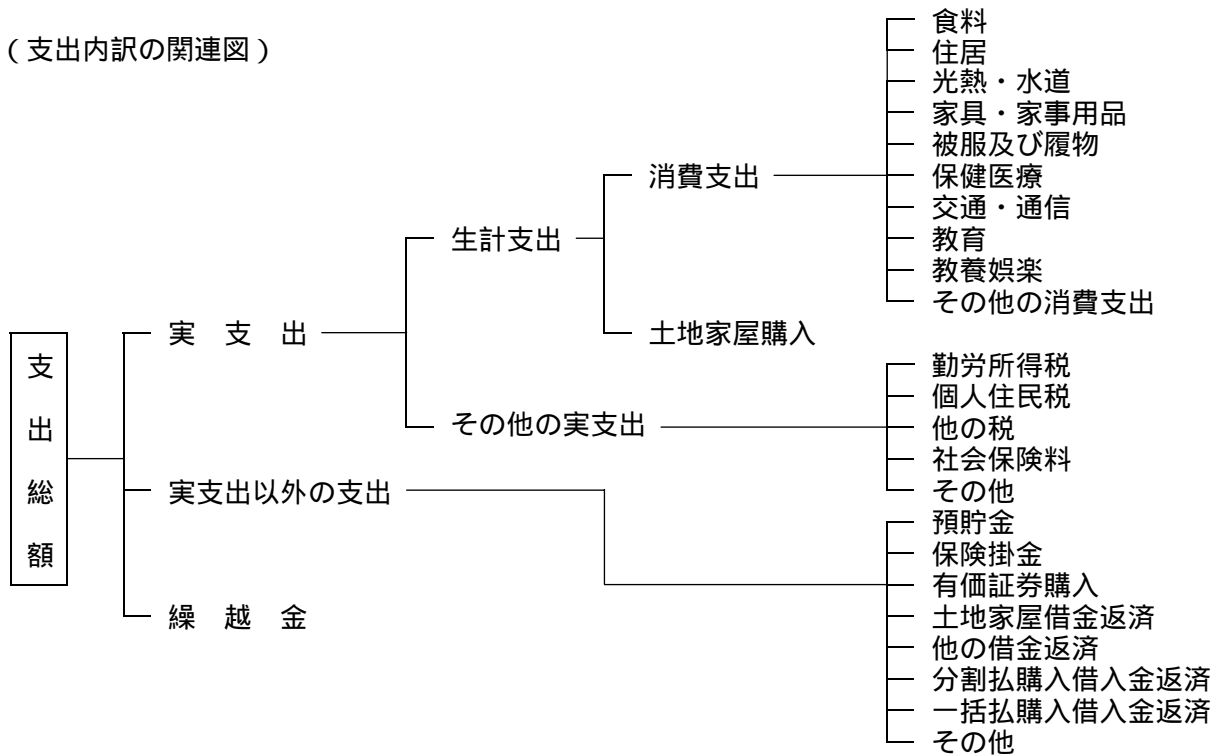 (支出内訳の関連図)
支出総額
実　支　出
生計支出
消費支出
食料
住居
光熱・水道
家具・家事用品
被服及び履物
保健医療
交通・通信
教育
教養娯楽
その他の消費支出
土地家屋購入
その他の実支出
勤労所得税
個人住民税
他の税
社会保険料
その他
実支出以外の支出
預貯金
保険掛金
有価証券購入
土地家屋借金返済
他の借金返済
分割払購入借入金返済
一括払購入借入金返済
その他
繰　越　金